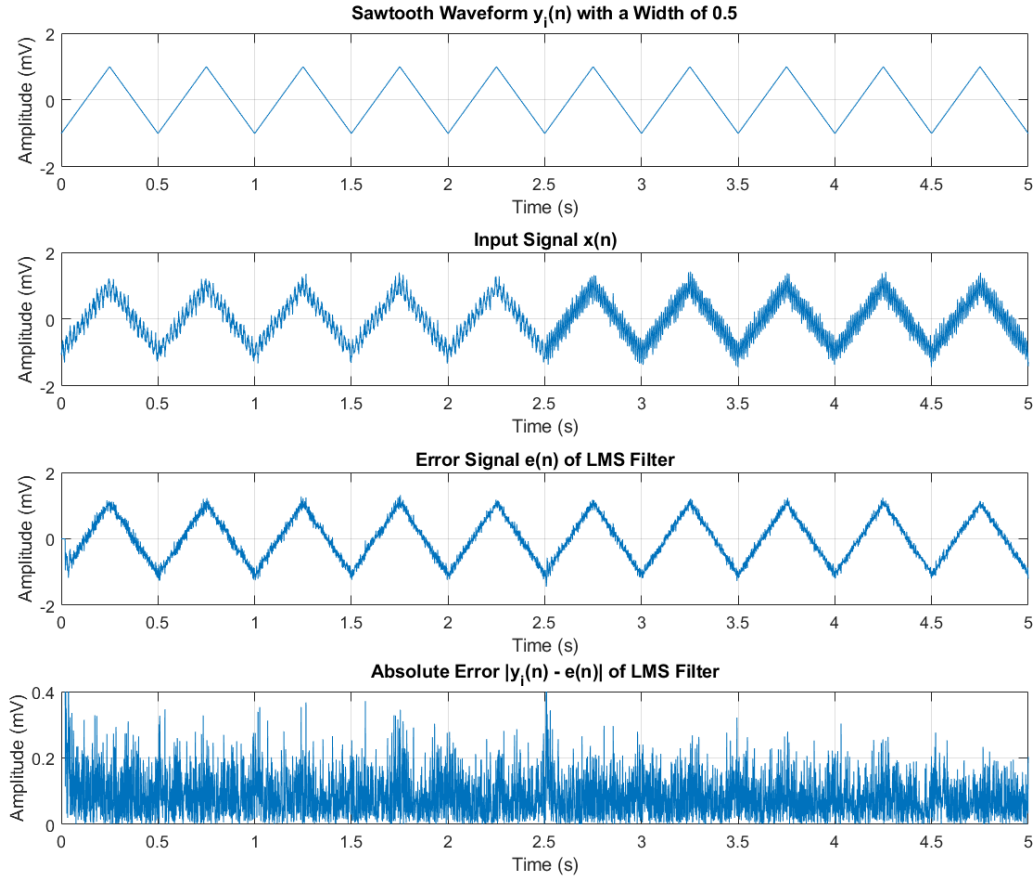 Sawtooth Waveform yi(n) with a Width of 0.5
Amplitude (mV)
2
0
-2
0 0.5 1 1.5 2 2.5 3 3.5 4 4.5 5
Time (s)
Input Signal x(n)
Amplitude (mV)
2
0
-2
0 0.5 1 1.5 2 2.5 3 3.5 4 4.5 5
Time (s)
Error Signal e(n) of LMS Filter
Amplitude (mV)
2
0
-2
0 0.5 1 1.5 2 2.5 3 3.5 4 4.5 5
Time (s)
Absolute Error |yi(n) - e(n)| of LMS Filter
Amplitude (mV)
0.4
0.2
0
0 0.5 1 1.5 2 2.5 3 3.5 4 4.5 5
Time (s)